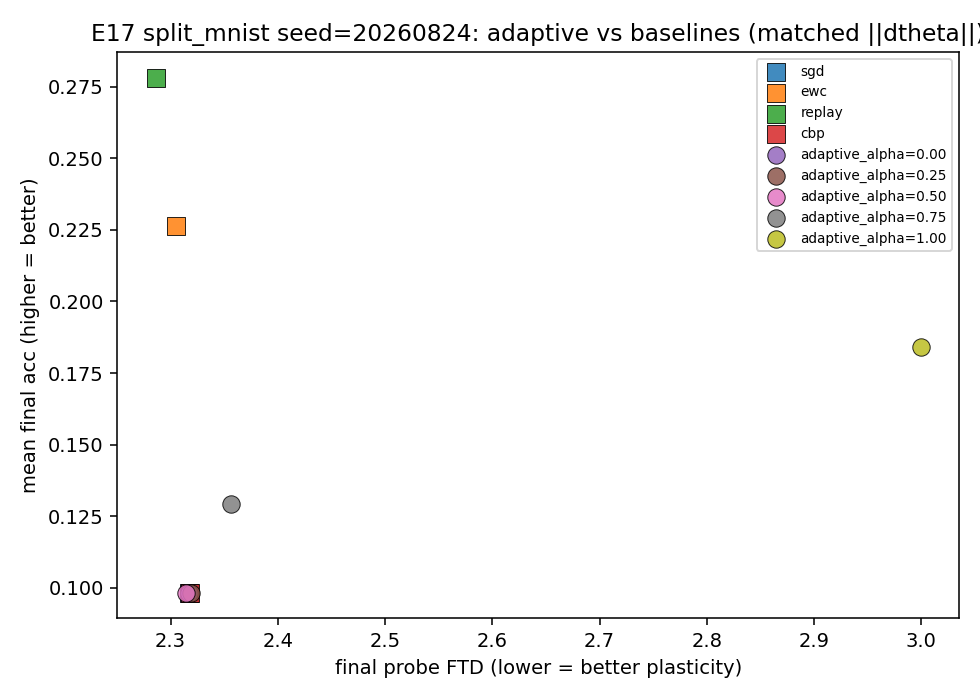 E17 split_mnist seed=20260824: adaptive vs baselines (matched ||dtheta||)
mean final acc (higher = better)
0.275
0.250
0.225
0.200
0.175
0.150
0.125
0.100
sgd
ewc
replay
cbp
adaptive_alpha=0.00
adaptive_alpha=0.25
adaptive_alpha=0.50
adaptive_alpha=0.75
adaptive_alpha=1.00
2.3 2.4 2.5 2.6 2.7 2.8 2.9 3.0
final probe FTD (lower = better plasticity)